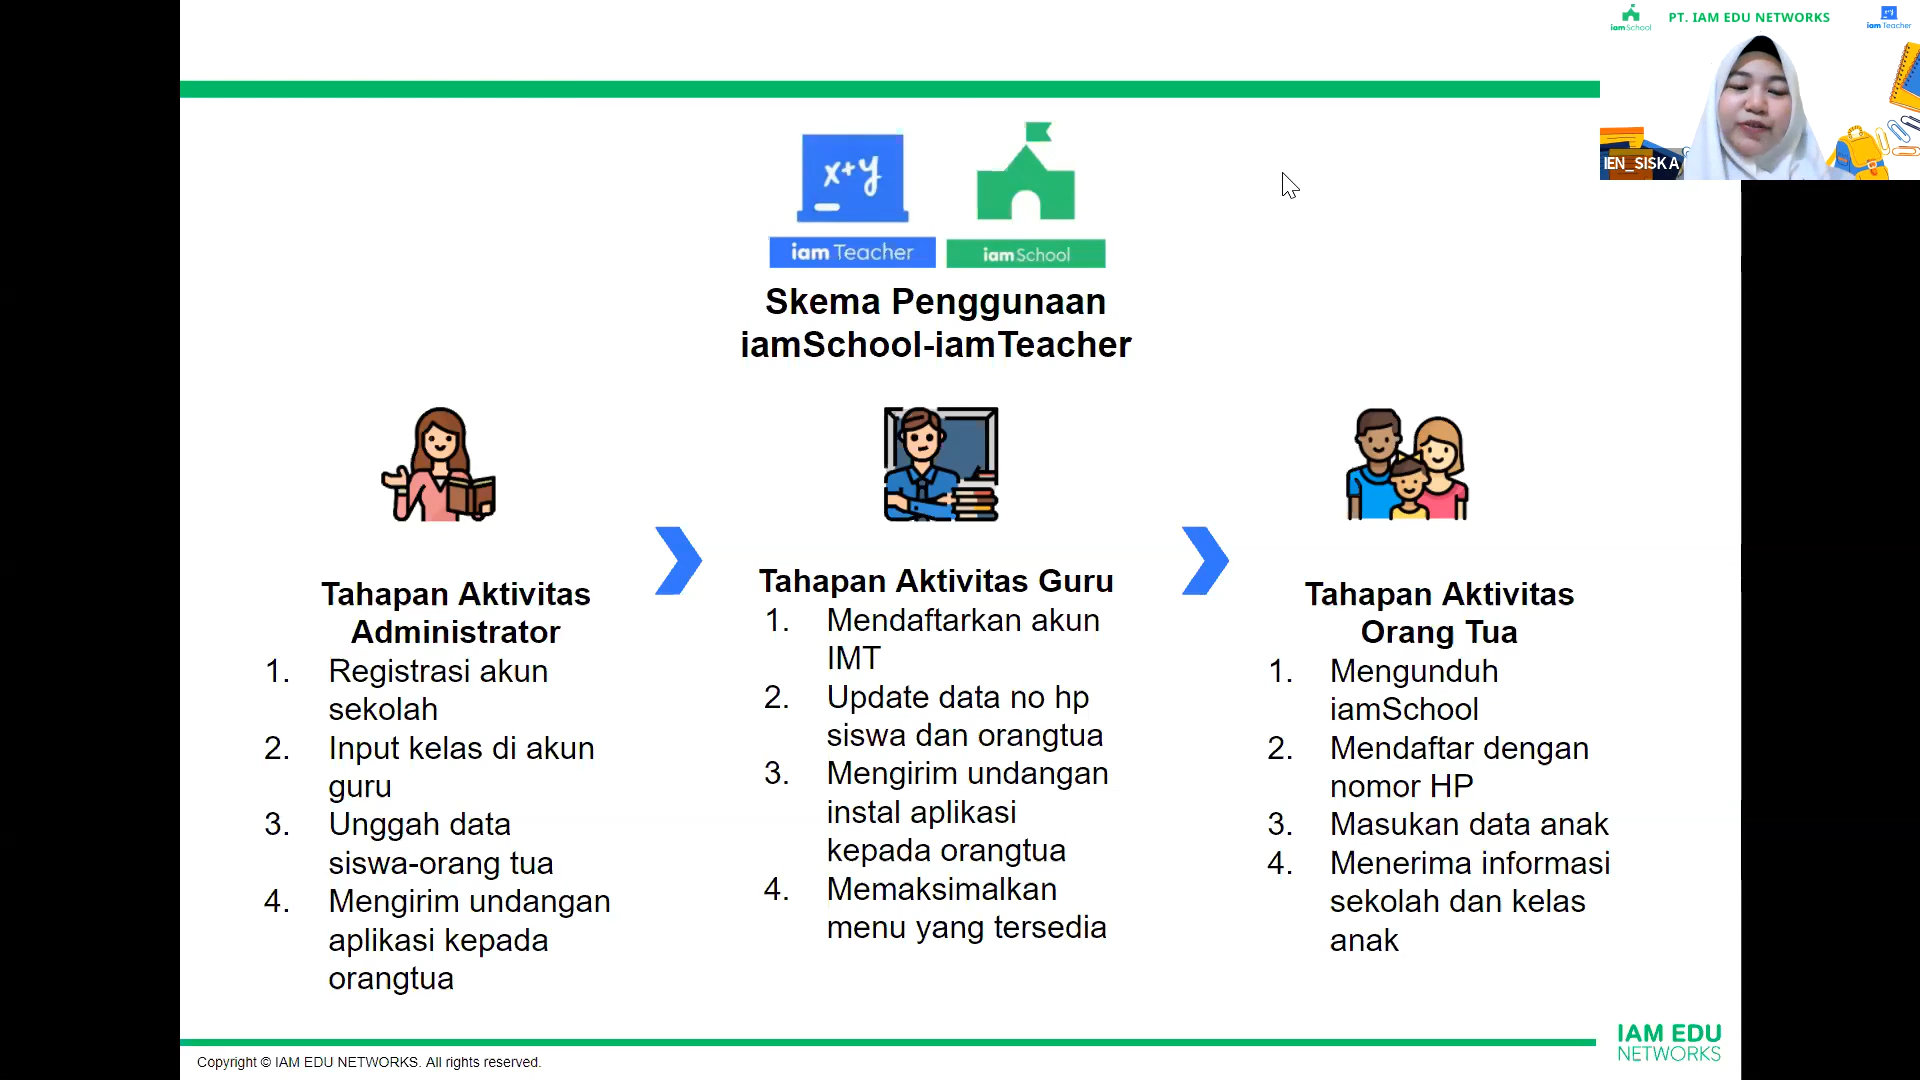 iamSchool
PT. IAM EDU NETWORKS
x+y
iam Teacher
IEN_SISKA
x+y
iam Teacher
iamSchool
Skema Penggunaan
iamSchool-iamTeacher
Tahapan Aktivitas
Administrator
1. Registrasi akun
sekolah
2. Input kelas di akun
guru
3. Unggah data
siswa-orang tua
4. Mengirim undangan
aplikasi kepada
orangtua
Tahapan Aktivitas Guru
1. Mendaftarkan akun
IMT
2. Update data no hp
siswa dan orangtua
3. Mengirim undangan
instal aplikasi
kepada orangtua
4. Memaksimalkan
menu yang tersedia
Tahapan Aktivitas
Orang Tua
1. Mengunduh
iamSchool
2. Mendaftar dengan
nomor HP
3. Masukan data anak
4. Menerima informasi
sekolah dan kelas
anak
Copyright © IAM EDU NETWORKS. All rights reserved.
IAM EDU
NETWORKS